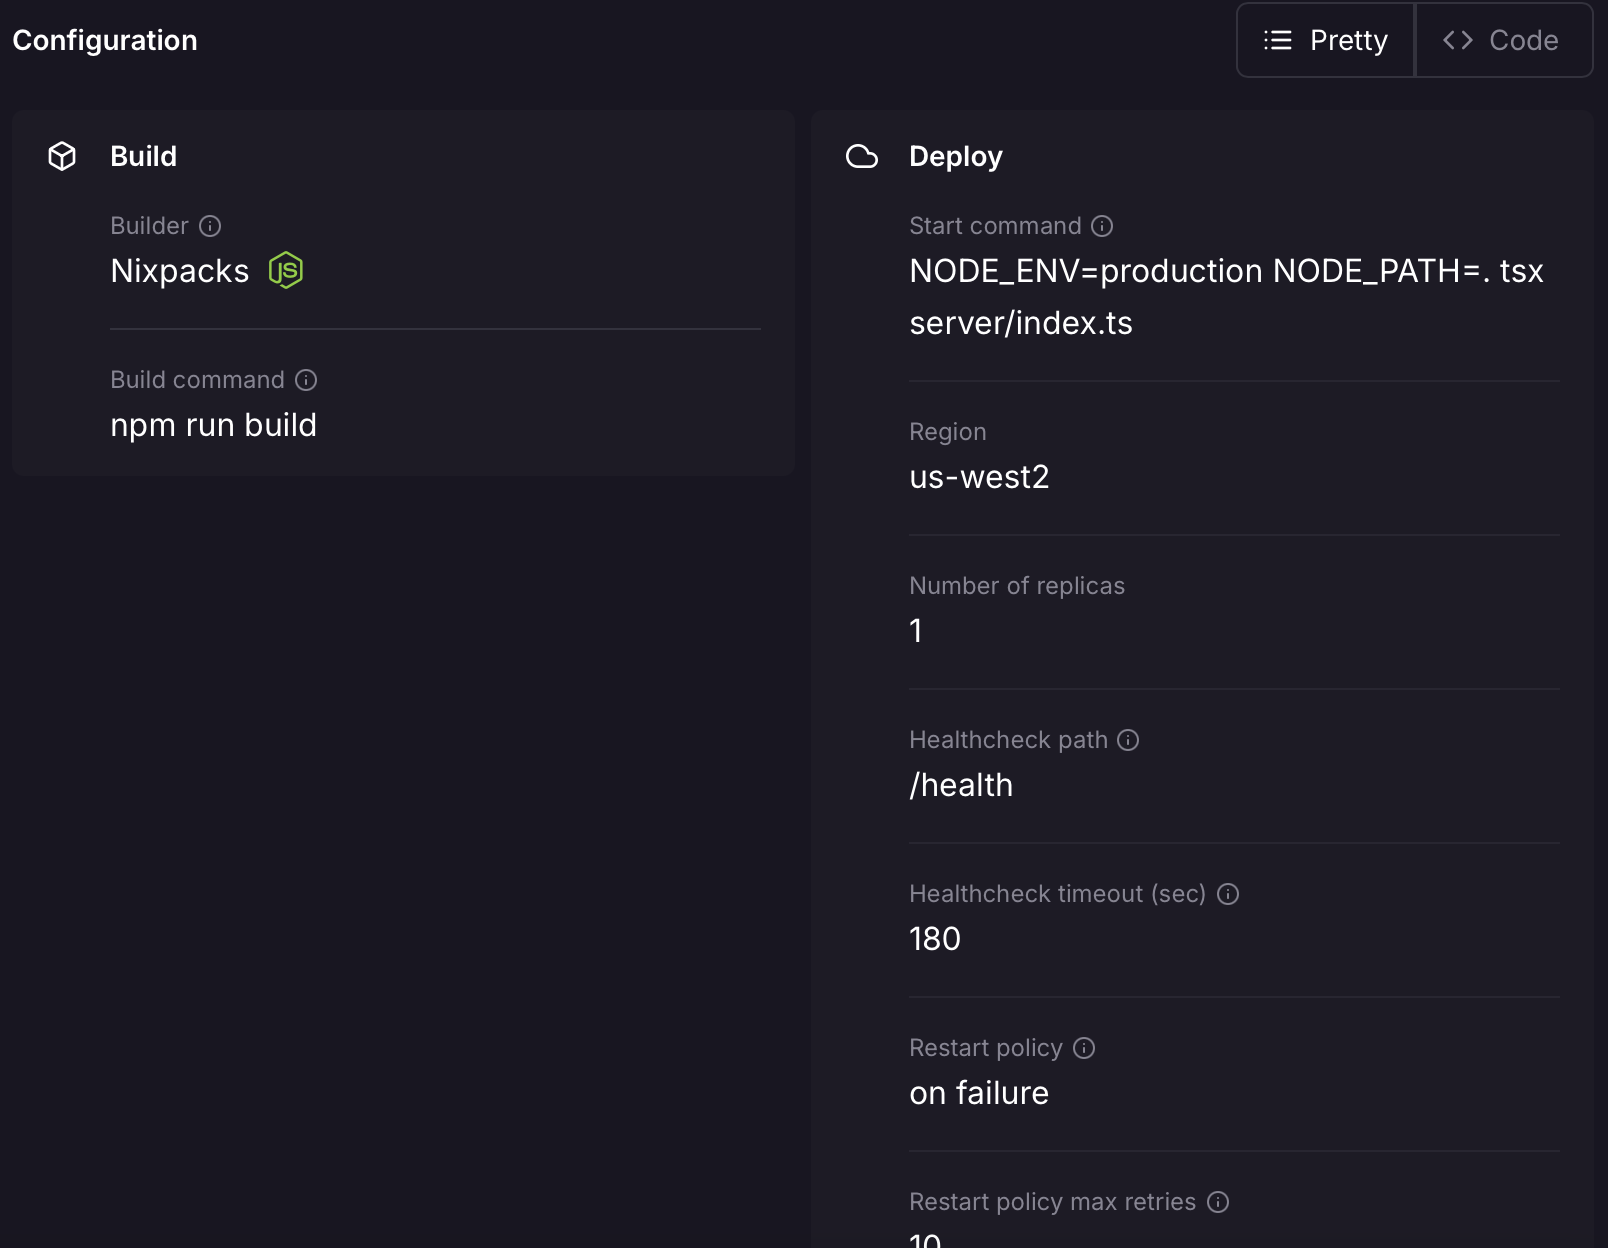 Configuration
Pretty
Code
Build
Builder
Nixpacks
Build command
npm run build
Deploy
Start command
NODE_ENV=production NODE_PATH=. tsx
server/index.ts
Region
us-west2
Number of replicas
1
Healthcheck path
/health
Healthcheck timeout (sec)
180
Restart policy
on failure
Restart policy max retries
10